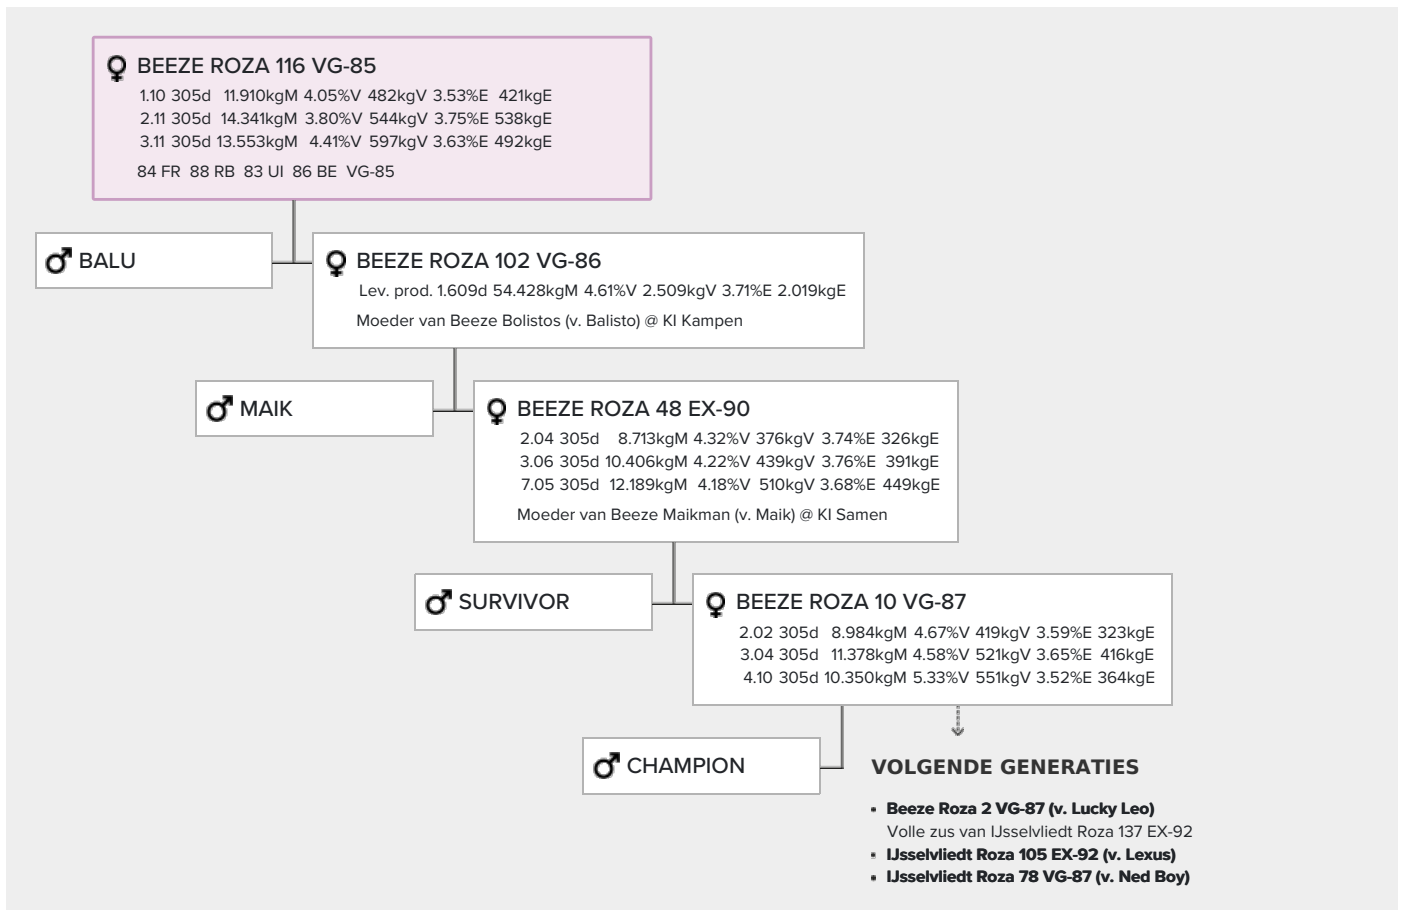 BEEZE ROZA 116 VG-85
1.10 305d 11.910kgM 4.05%V 482kgV 3.53%E 421kgE
2.11 305d 14.341kgM 3.80%V 544kgV 3.75%E 538kgE
3.11 305d 13.553kgM 4.41%V 597kgV 3.63%E 492kgE
84 FR 88 RB 83 UI 86 BE VG-85
BALU
BEEZE ROZA 102 VG-86
Lev. prod. 1.609d 54.428kgM 4.61%V 2.509kgV 3.71%E 2.019kgE
Moeder van Beeze Bolistos (v. Balisto) @ KI Kampen
MAIK
BEEZE ROZA 48 EX-90
2.04 305d 8.713kgM 4.32%V 376kgV 3.74%E 326kgE
3.06 305d 10.406kgM 4.22%V 439kgV 3.76%E 391kgE
7.05 305d 12.189kgM 4.18%V 510kgV 3.68%E 449kgE
Moeder van Beeze Maikman (v. Maik) @ KI Samen
SURVIVOR
BEEZE ROZA 10 VG-87
2.02 305d 8.984kgM 4.67%V 419kgV 3.59%E 323kgE
3.04 305d 11.378kgM 4.58%V 521kgV 3.65%E 416kgE
4.10 305d 10.350kgM 5.33%V 551kgV 3.52%E 364kgE
CHAMPION
VOLGENDE GENERATIES
• Beeze Roza 2 VG-87 (v. Lucky Leo)
Volle zus van IJsselvliedt Roza 137 EX-92
• IJsselvliedt Roza 105 EX-92 (v. Lexus)
• IJsselvliedt Roza 78 VG-87 (v. Ned Boy)